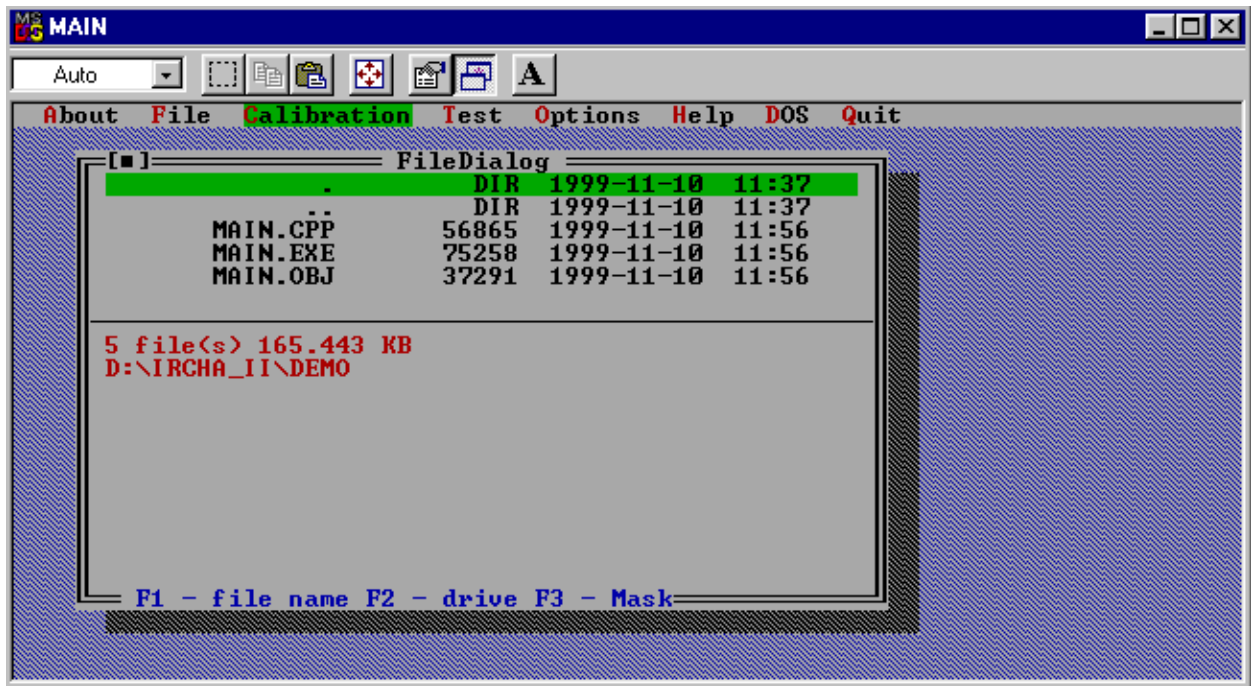 MS DOS MAIN
Auto
A
About File Calibration Test Options Help DOS Quit
[■] FileDialog
. DIR 1999-11-10 11:37
.. DIR 1999-11-10 11:37
MAIN.CPP 56865 1999-11-10 11:56
MAIN.EXE 75258 1999-11-10 11:56
MAIN.OBJ 37291 1999-11-10 11:56
5 file(s) 165.443 KB
D:\IRCHA_II\DEMO
F1 - file name F2 - drive F3 - Mask